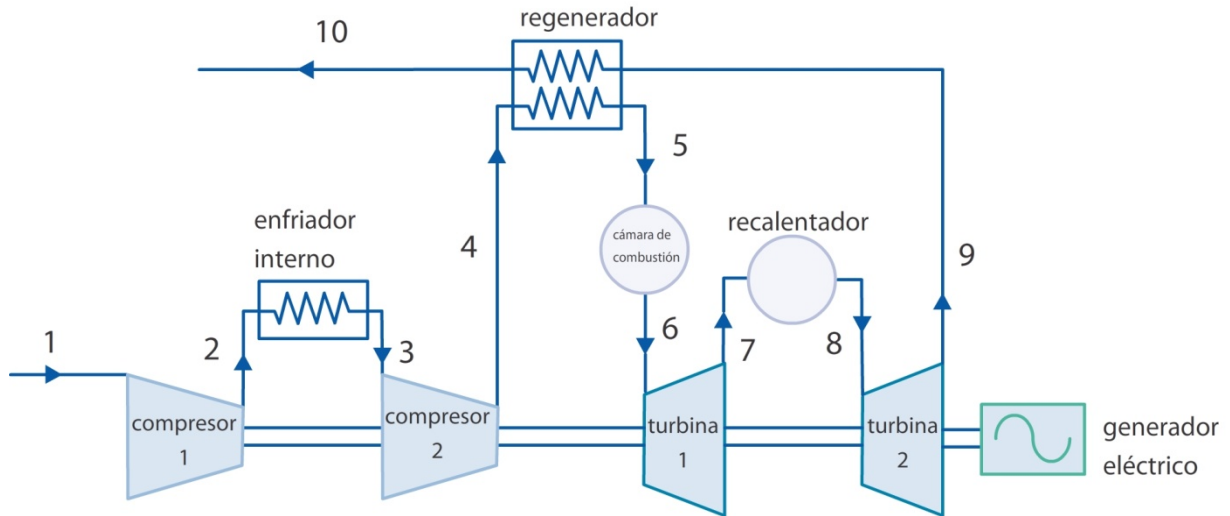 regenerador
10
5
enfriador
interno
4
cámara de
combustión
recalentador
9
1
2
3
6
7
8
compresor
1
compresor
2
turbina
1
turbina
2
generador
eléctrico